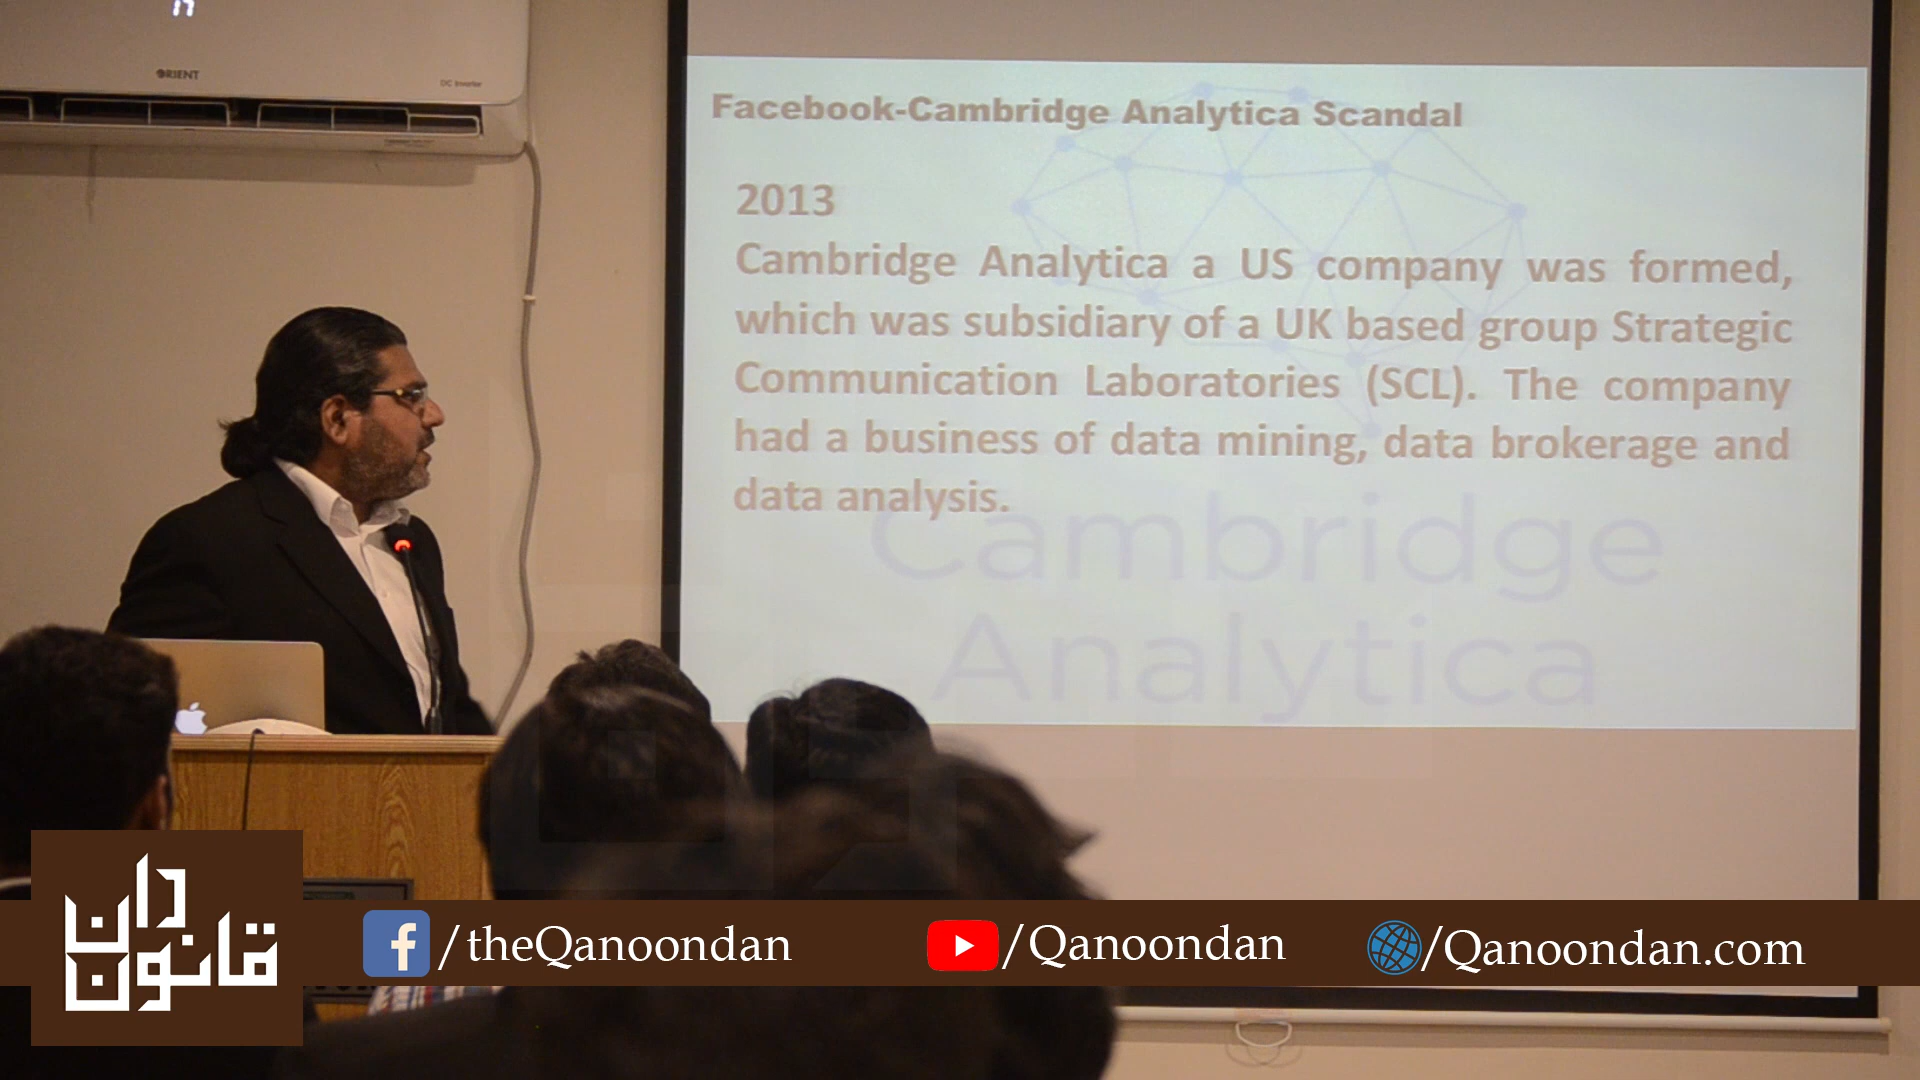 ORIENT
DC Inverter
Facebook-Cambridge Analytica Scandal
2013
Cambridge Analytica a US company was formed,
which was subsidiary of a UK based group Strategic
Communication Laboratories (SCL). The company
had a business of data mining, data brokerage and
data analysis.
Cambridge
Analytica
قانون دان
/theQanoondan
/Qanoondan
/Qanoondan.com